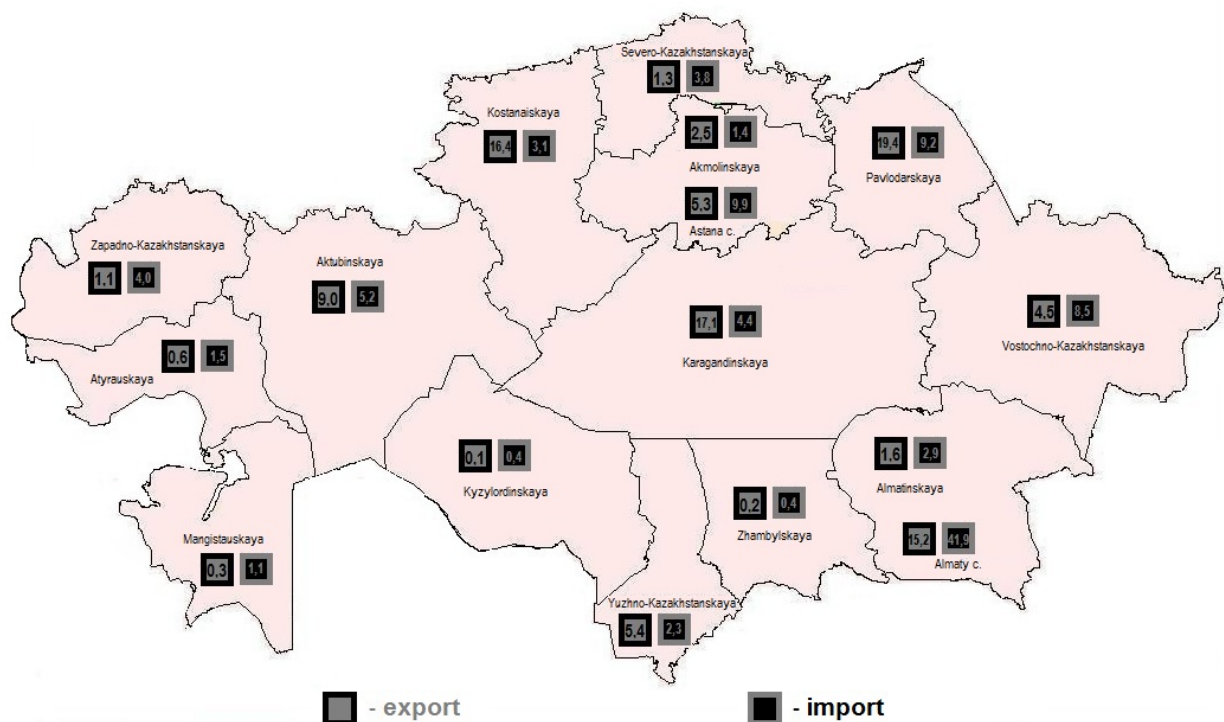 Severo-Kazakhstanskaya
1.3 3,8
Kostanaiskaya
16,4 3,1
2,5 1,4
Akmolinskaya
5.3 9,9
Astana c.
19,4 9,2
Pavlodarskaya
Zapadno-Kazakhstanskaya
1.1 4,0
Aktubinskaya
9.0 5,2
17,1 4,4
Karagandinskaya
4.5 8,5
Vostochno-Kazakhstanskaya
0.6 1,5
Atyrauskaya
0.1 0,4
Kyzylordinskaya
1.6 2,9
Almatinskaya
0.2 0,4
Zhambylskaya
15,2 41,9
Almaty c.
Mangistauskaya
0.3 1,1
Yuzhno-Kazakhstanskaya
5.4 2,3
- export - import